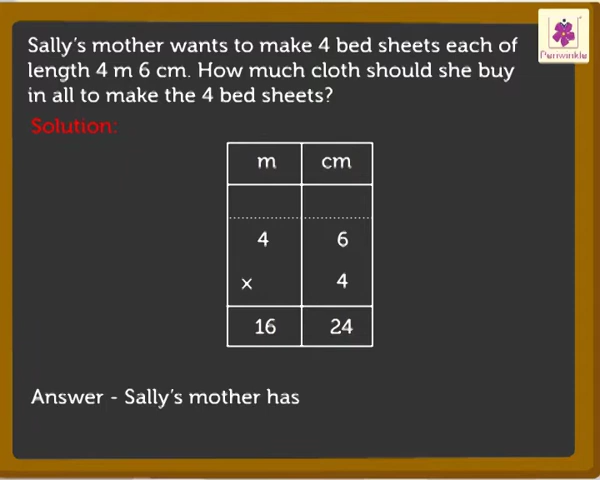 Sally's mother wants to make 4 bed sheets each of
length 4 m 6 cm. How much cloth should she buy
in all to make the 4 bed sheets?
Periwinkle
Solution:
m cm
4 6
x 4
16 24
Answer - Sally's mother has